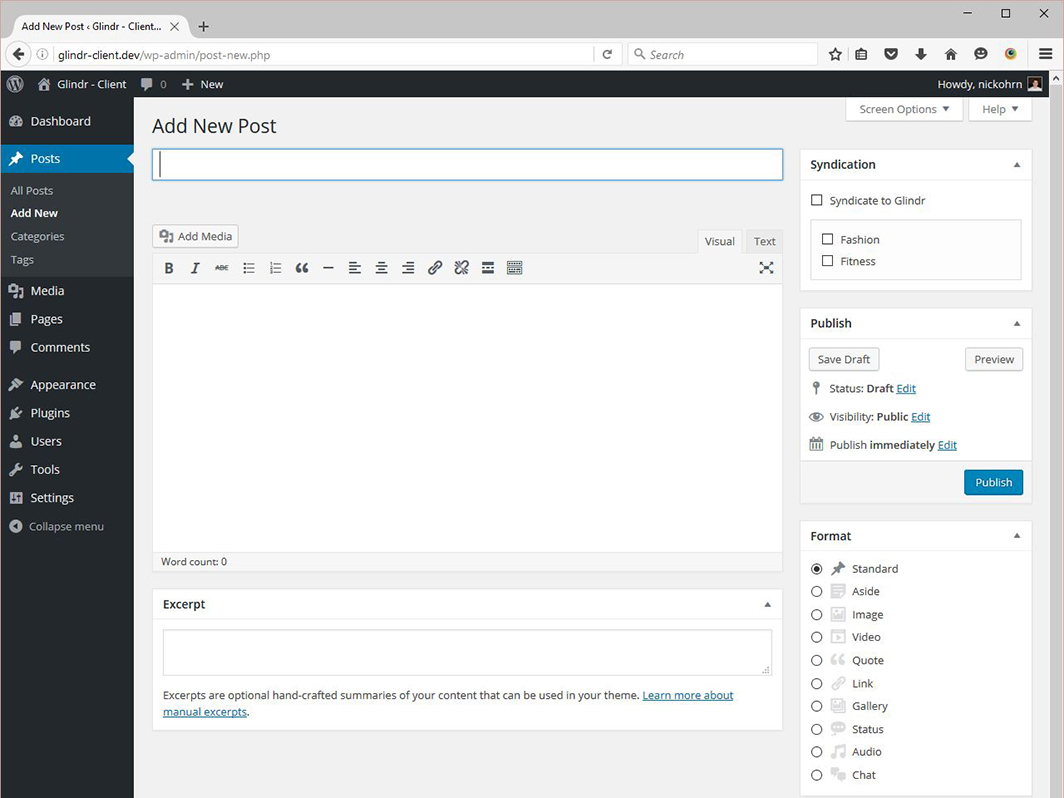 Add New Post ‹ Glindr - Client...
glindr-client.dev/wp-admin/post-new.php
Search
Glindr - Client
0
New
Howdy, nickohrn
Dashboard
Posts
All Posts
Add New
Categories
Tags
Media
Pages
Comments
Appearance
Plugins
Users
Tools
Settings
Collapse menu
Screen Options
Help
Add New Post
Add Media
Visual
Text
B I ABC
Word count: 0
Excerpt
Excerpts are optional hand-crafted summaries of your content that can be used in your theme. Learn more about
manual excerpts.
Syndication
Syndicate to Glindr
Fashion
Fitness
Publish
Save Draft
Preview
Status: Draft Edit
Visibility: Public Edit
Publish immediately Edit
Publish
Format
Standard
Aside
Image
Video
Quote
Link
Gallery
Status
Audio
Chat